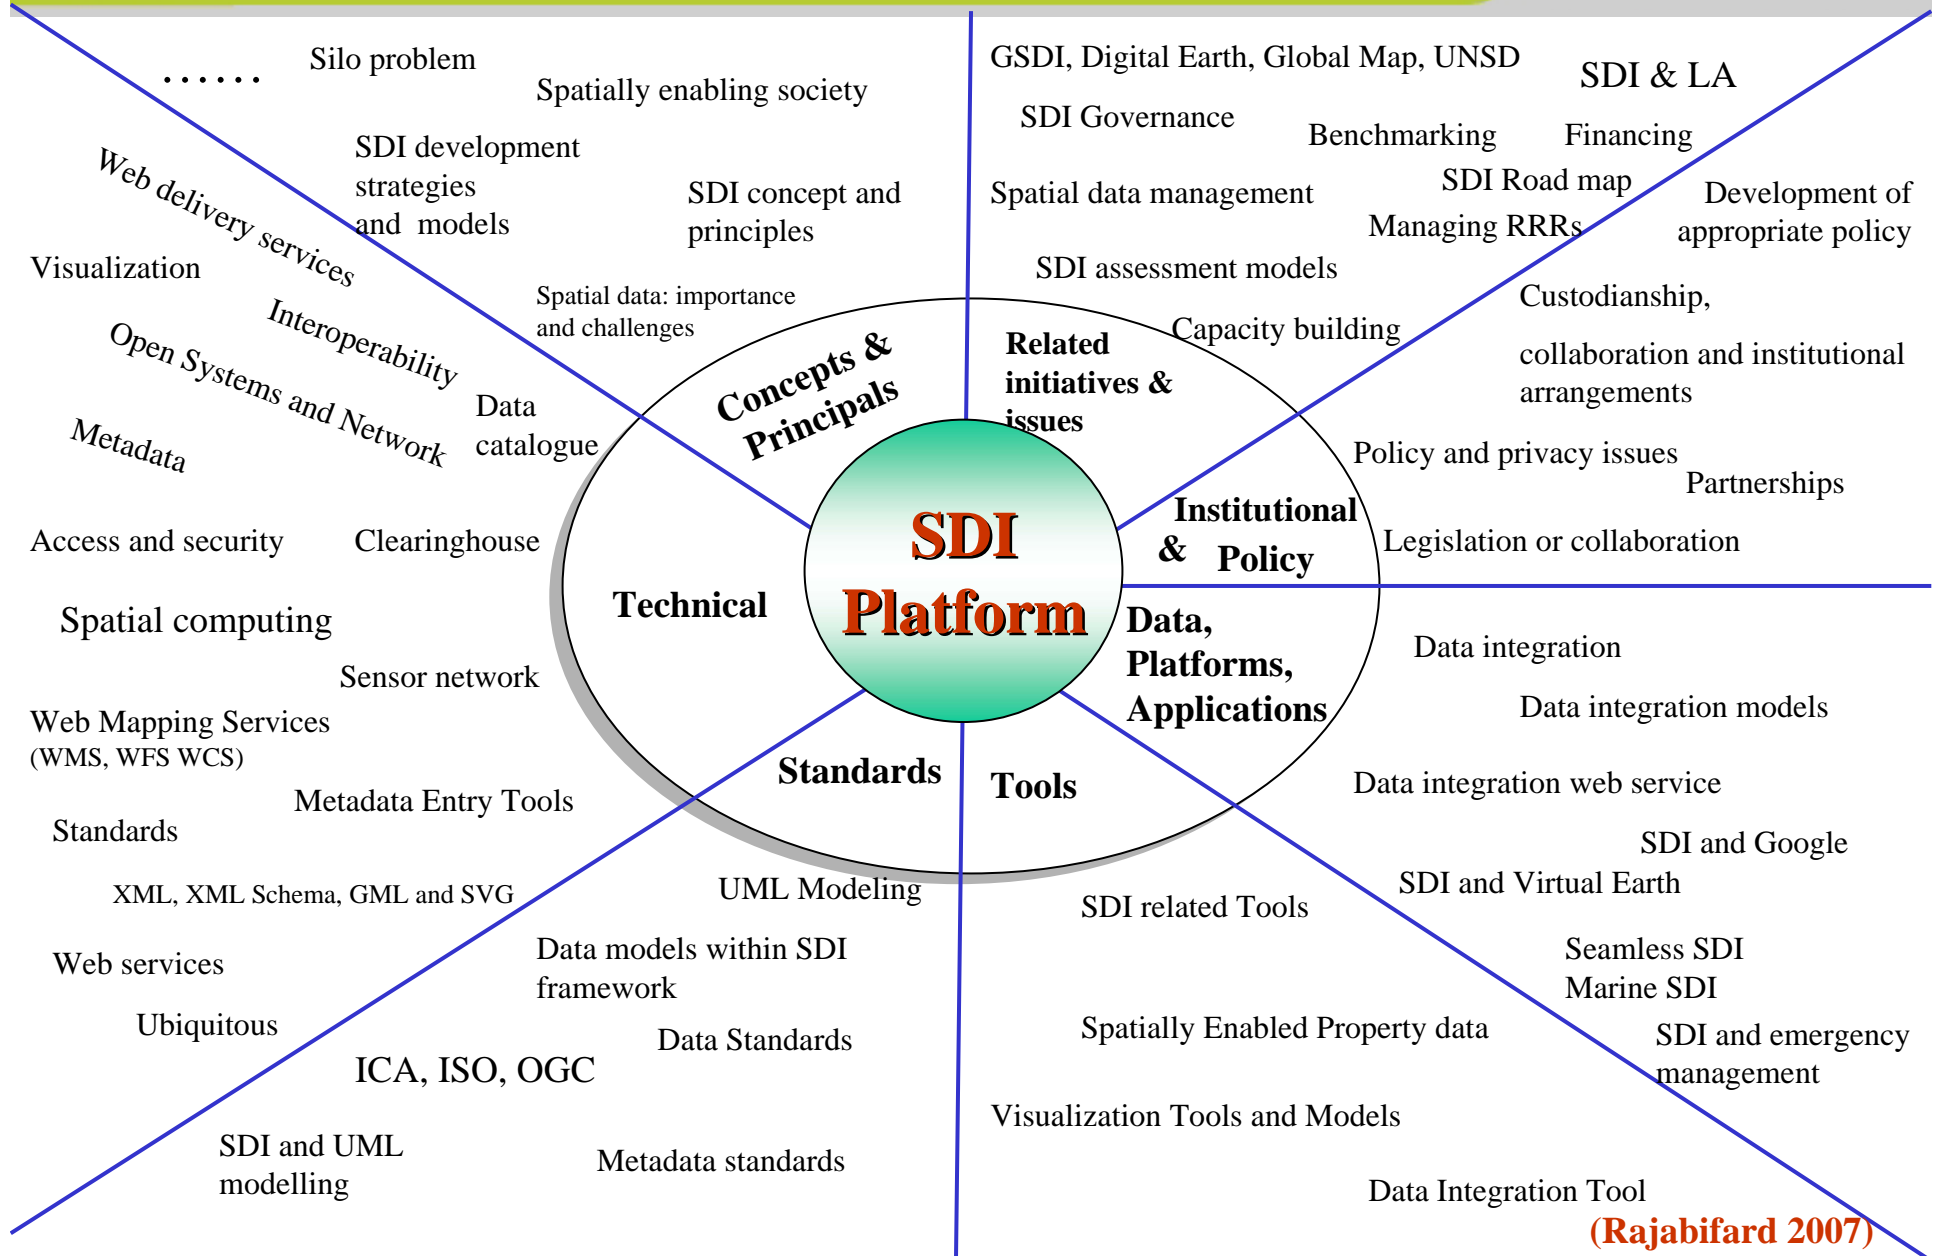 ......
Silo problem
Spatially enabling society
SDI development
strategies
and models
SDI concept and
principles
Spatial data: importance
and challenges
Concepts &
Principals
GSDI, Digital Earth, Global Map, UNSD
SDI & LA
SDI Governance
Benchmarking
Financing
Spatial data management
SDI Road map
Managing RRRs
SDI assessment models
Capacity building
Related
initiatives &
issues
Development of
appropriate policy
Custodianship,
collaboration and institutional
arrangements
Policy and privacy issues
Partnerships
Legislation or collaboration
Institutional
& Policy
Web delivery services
Visualization
Interoperability
Open Systems and Network
Data
catalogue
Metadata
Access and security
Clearinghouse
Spatial computing
Sensor network
Web Mapping Services
(WMS, WFS WCS)
Metadata Entry Tools
Standards
XML, XML Schema, GML and SVG
Web services
Ubiquitous
Technical
SDI
Platform
Data,
Platforms,
Applications
Data integration
Data integration models
Data integration web service
SDI and Google
SDI and Virtual Earth
Seamless SDI
Marine SDI
SDI and emergency
management
Standards
UML Modeling
Data models within SDI
framework
Data Standards
ICA, ISO, OGC
SDI and UML
modelling
Metadata standards
Tools
SDI related Tools
Spatially Enabled Property data
Visualization Tools and Models
Data Integration Tool
(Rajabifard 2007)